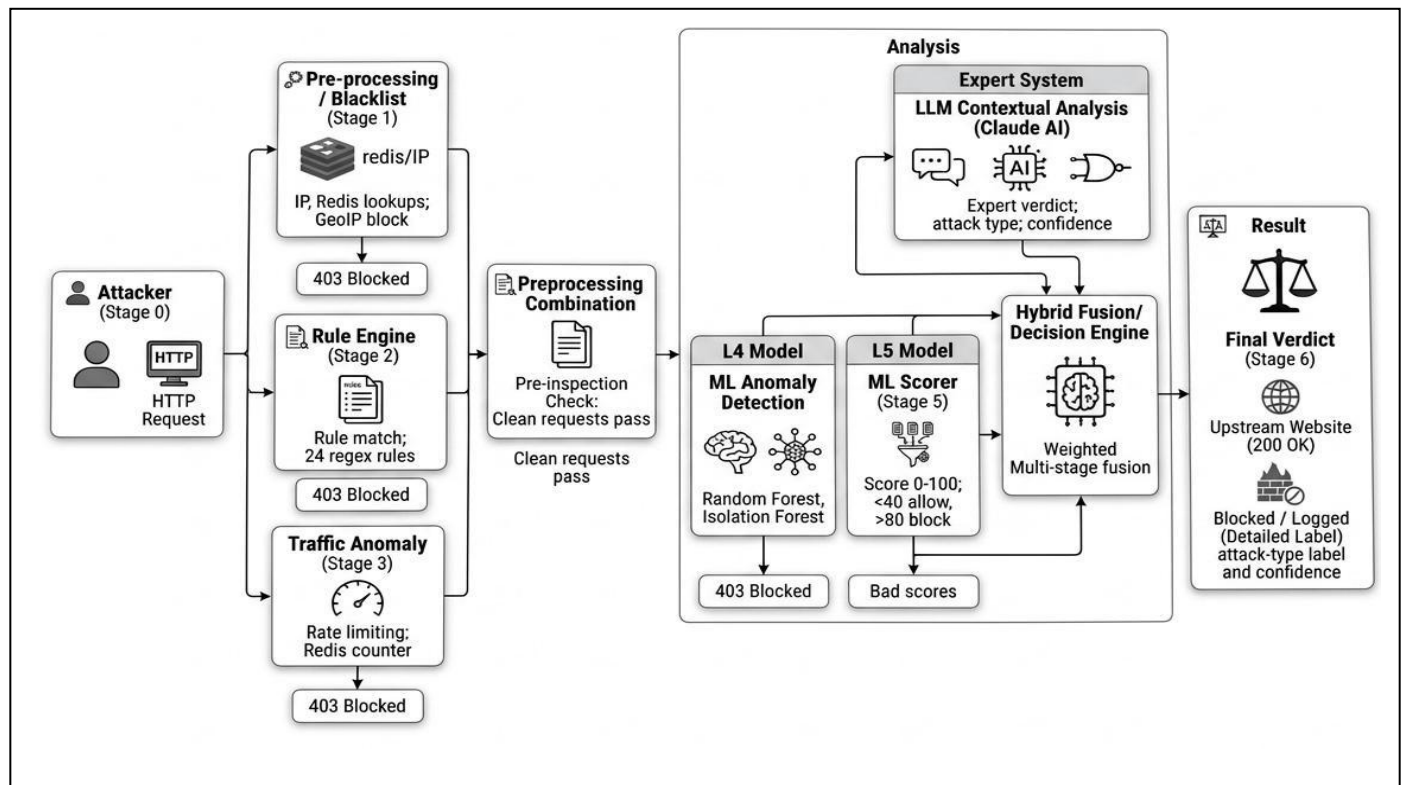 Attacker
(Stage 0)
HTTP
HTTP
Request
Pre-processing
/ Blacklist
(Stage 1)
redis/IP
IP, Redis lookups;
GeoIP block
403 Blocked
Rule Engine
(Stage 2)
Rule match;
24 regex rules
403 Blocked
Traffic Anomaly
(Stage 3)
Rate limiting;
Redis counter
403 Blocked
Preprocessing
Combination
Pre-inspection
Check:
Clean requests pass
Clean requests
pass
Analysis
Expert System
LLM Contextual Analysis
(Claude AI)
AI
Expert verdict;
attack type; confidence
L4 Model
ML Anomaly
Detection
Random Forest,
Isolation Forest
403 Blocked
L5 Model
ML Scorer
(Stage 5)
Score 0-100;
<40 allow,
>80 block
Bad scores
Hybrid Fusion/
Decision Engine
Weighted
Multi-stage fusion
Result
Final Verdict
(Stage 6)
Upstream Website
(200 OK)
Blocked / Logged
(Detailed Label)
attack-type label
and confidence